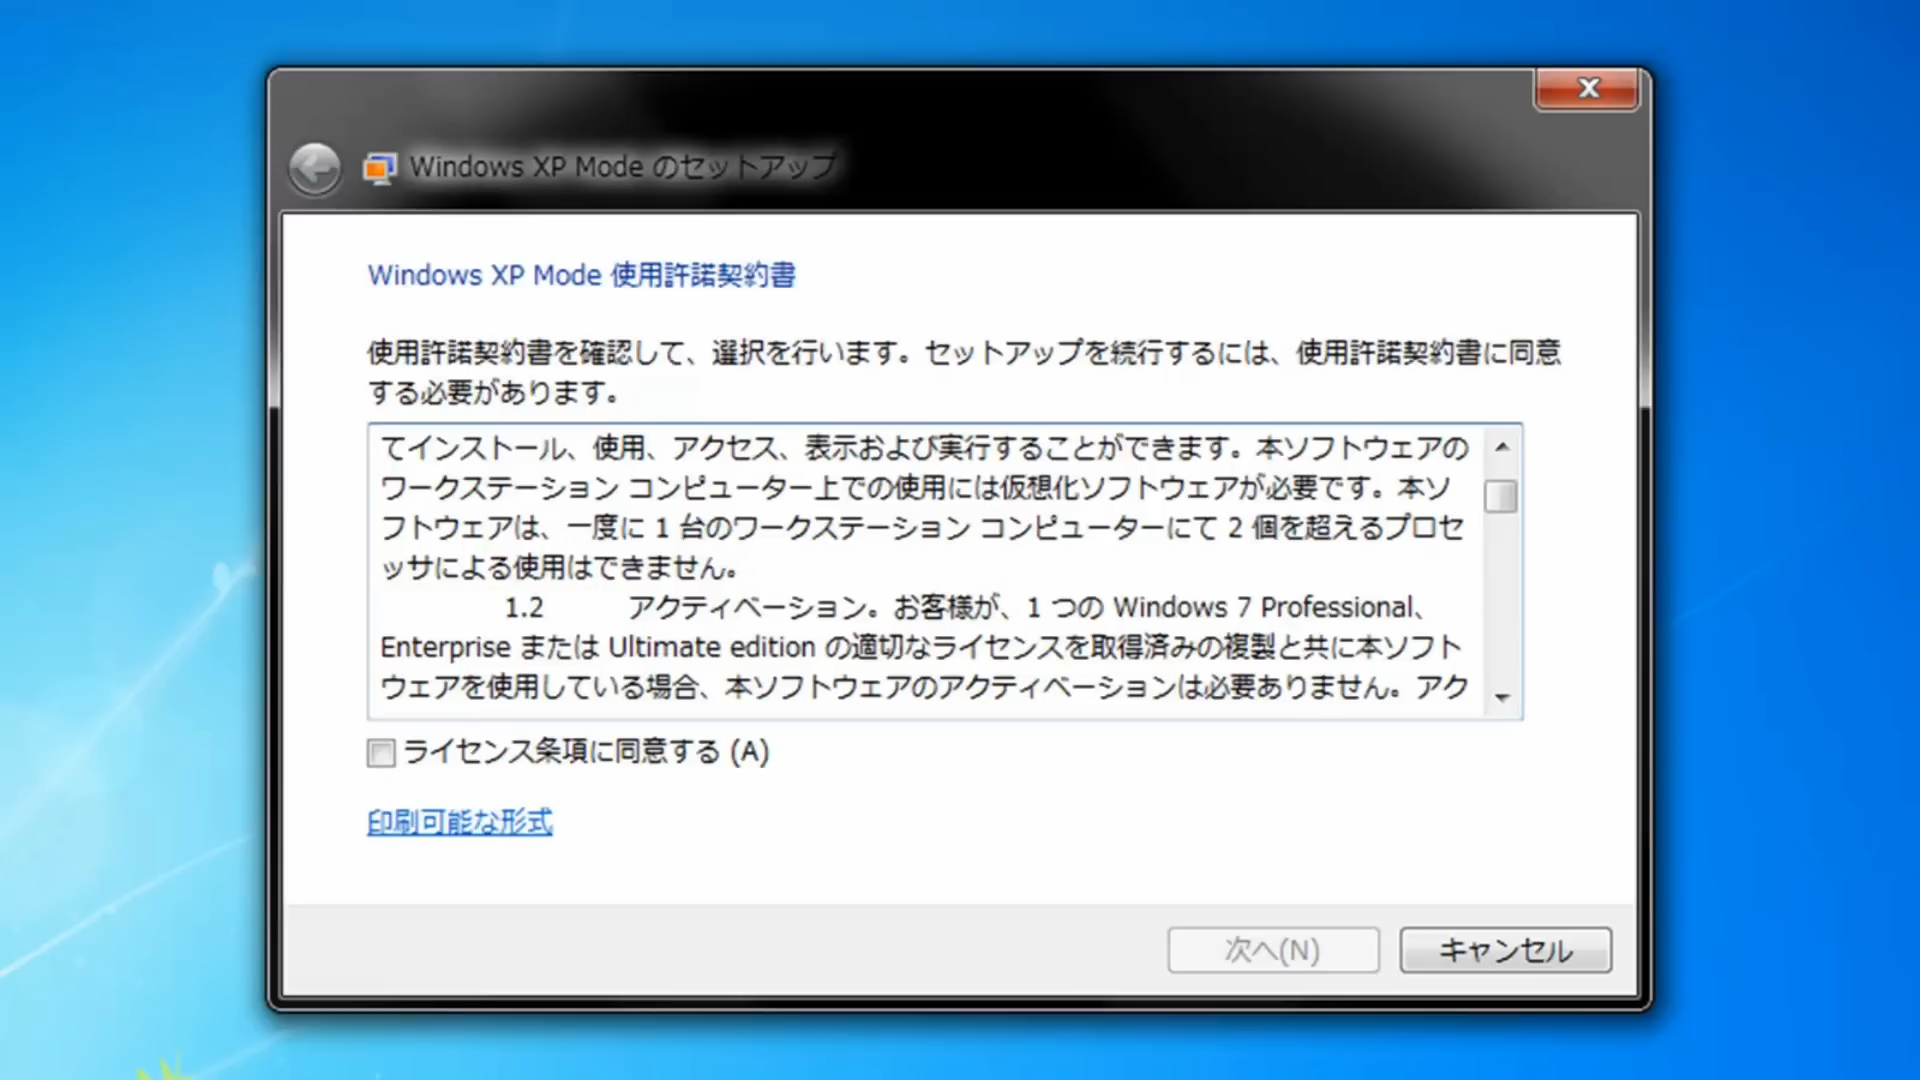 Windows XP Mode のセットアップ
Windows XP Mode 使用許諾契約書
使用許諾契約書を確認して、選択を行います。セットアップを続行するには、使用許諾契約書に同意
する必要があります。
てインストール、使用、アクセス、表示および実行することができます。本ソフトウェアの
ワークステーション コンピューター上での使用には仮想化ソフトウェアが必要です。本ソ
フトウェアは、一度に 1 台のワークステーション コンピューターにて 2 個を超えるプロセ
ッサによる使用はできません。
1.2 アクティベーション。お客様が、1 つの Windows 7 Professional、
Enterprise または Ultimate edition の適切なライセンスを取得済みの複製と共に本ソフト
ウェアを使用している場合、本ソフトウェアのアクティベーションは必要ありません。アク
ライセンス条項に同意する (A)
印刷可能な形式
次へ(N)
キャンセル